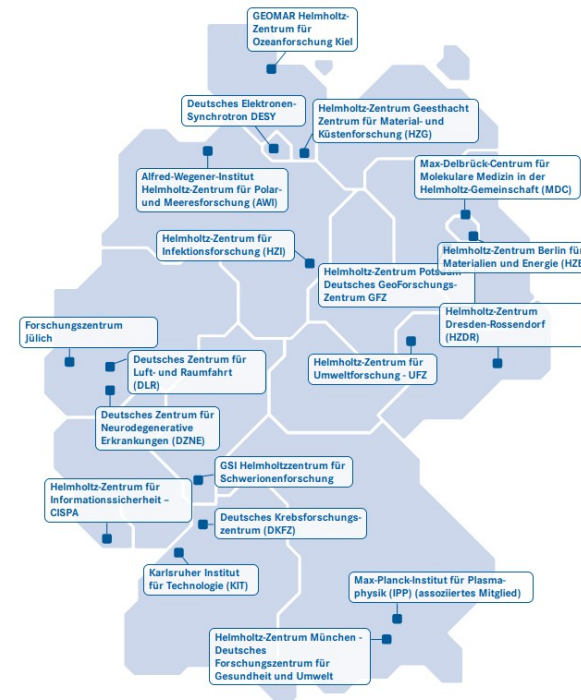 GEOMAR Helmholtz-
Zentrum für
Ozeanforschung Kiel
Deutsches Elektronen-
Synchrotron DESY
Helmholtz-Zentrum Geesthacht
Zentrum für Material- und
Küstenforschung (HZG)
Alfred-Wegener-Institut
Helmholtz-Zentrum für Polar-
und Meeresforschung (AWI)
Max-Delbrück-Centrum für
Molekulare Medizin in der
Helmholtz-Gemeinschaft (MDC)
Helmholtz-Zentrum für
Infektionsforschung (HZI)
Helmholtz-Zentrum Berlin für
Materialien und Energie (HZB
Helmholtz-Zentrum Potsdam
Deutsches GeoForschungs-
Zentrum GFZ
Helmholtz-Zentrum
Dresden-Rossendorf
(HZDR)
Forschungszentrum
Jülich
Deutsches Zentrum für
Luft- und Raumfahrt
(DLR)
Helmholtz-Zentrum für
Umweltforschung - UFZ
Deutsches Zentrum für
Neurodegenerative
Erkrankungen (DZNE)
GSI Helmholtzzentrum für
Schwerionenforschung
Helmholtz-Zentrum für
Informationssicherheit –
CISPA
Deutsches Krebsforschungs-
zentrum (DKFZ)
Karlsruher Institut
für Technologie (KIT)
Max-Planck-Institut für Plasma-
physik (IPP) (assoziiertes Mitglied)
Helmholtz-Zentrum München -
Deutsches
Forschungszentrum für
Gesundheit und Umwelt